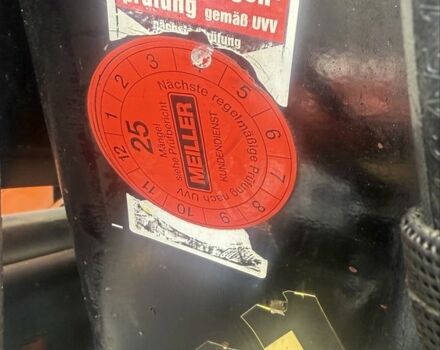 prüfung
gemäß UVV
nächste Prüfung
1 2 3 5 6 7 8 9 10 11 12
Nächste regelmäßige Prüfung nach UVV
MEILLER
KUNDENDIENST
Mängel
siehe Prüfbericht
25